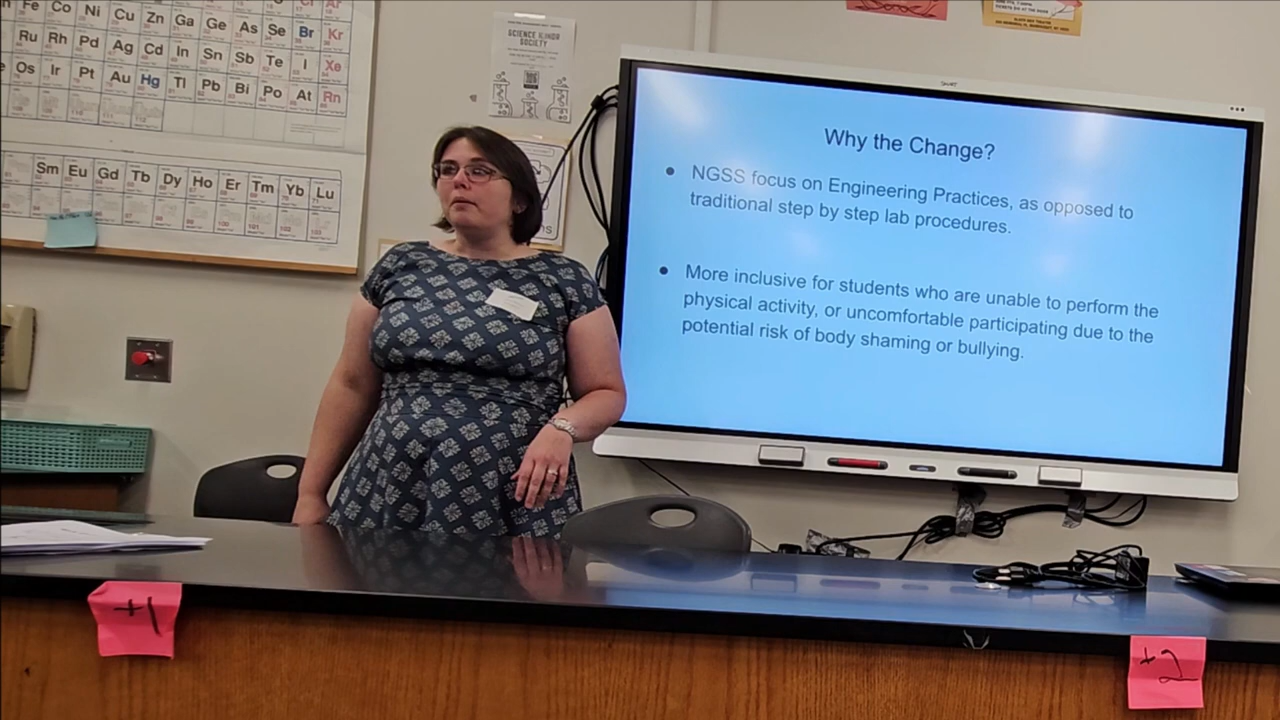 Fe Co Ni Cu Zn Ga Ge As Se Br Kr
Ru Rh Pd Ag Cd In Sn Sb Te I Xe
Os Ir Pt Au Hg Tl Pb Bi Po At Rn
110 111 112
Sm Eu Gd Tb Dy Ho Er Tm Yb Lu
SCIENCE HONOR
SOCIETY
SMART
Why the Change?
• NGSS focus on Engineering Practices, as opposed to
traditional step by step lab procedures.
• More inclusive for students who are unable to perform the
physical activity, or uncomfortable participating due to the
potential risk of body shaming or bullying.
+1
+2